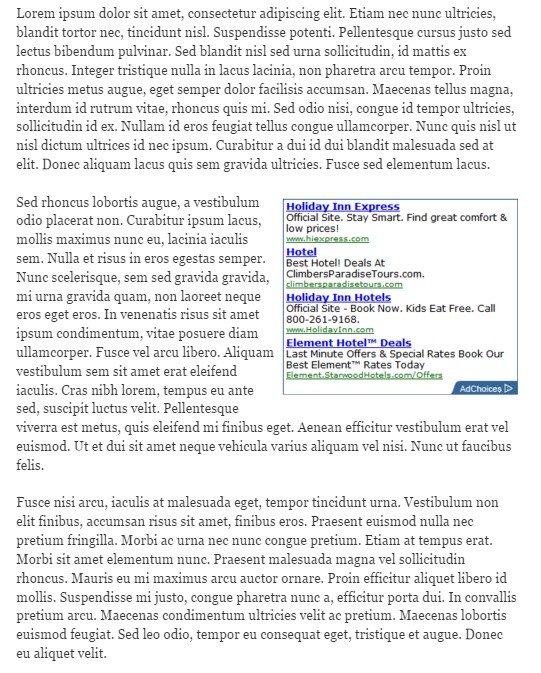 Lorem ipsum dolor sit amet, consectetur adipiscing elit. Etiam nec nunc ultricies,
blandit tortor nec, tincidunt nisl. Suspendisse potenti. Pellentesque cursus justo sed
lectus bibendum pulvinar. Sed blandit nisl sed urna sollicitudin, id mattis ex
rhoncus. Integer tristique nulla in lacus lacinia, non pharetra arcu tempor. Proin
ultricies metus augue, eget semper dolor facilisis accumsan. Maecenas tellus magna,
interdum id rutrum vitae, rhoncus quis mi. Sed odio nisi, congue id tempor ultricies,
sollicitudin id ex. Nullam id eros feugiat tellus congue ullamcorper. Nunc quis nisl ut
nisl dictum ultrices id nec ipsum. Curabitur a dui id dui blandit malesuada sed at
elit. Donec aliquam lacus quis sem gravida ultricies. Fusce sed elementum lacus.
Sed rhoncus lobortis augue, a vestibulum
odio placerat non. Curabitur ipsum lacus,
mollis maximus nunc eu, lacinia iaculis
sem. Nulla et risus in eros egestas semper.
Nunc scelerisque, sem sed gravida gravida,
mi urna gravida quam, non laoreet neque
eros eget eros. In venenatis risus sit amet
ipsum condimentum, vitae posuere diam
ullamcorper. Fusce vel arcu libero. Aliquam
vestibulum sem sit amet erat eleifend
iaculis. Cras nibh lorem, tempus eu ante
sed, suscipit luctus velit. Pellentesque
viverra est metus, quis eleifend mi finibus eget. Aenean efficitur vestibulum erat vel
euismod. Ut et dui sit amet neque vehicula varius aliquam vel nisi. Nunc ut faucibus
felis.
Holiday Inn Express
Official Site. Stay Smart. Find great comfort &
low prices!
www.hiexpress.com
Hotel
Best Hotel! Deals At
ClimbersParadiseTours.com.
climbersparadisetours.com
Holiday Inn Hotels
Official Site - Book Now. Kids Eat Free. Call
800-261-9168.
www.HolidayInn.com
Element Hotel™ Deals
Last Minute Offers & Special Rates Book Our
Best Element™ Rates Today
Element.StarwoodHotels.com/Offers
AdChoices
Fusce nisi arcu, iaculis at malesuada eget, tempor tincidunt urna. Vestibulum non
elit finibus, accumsan risus sit amet, finibus eros. Praesent euismod nulla nec
pretium fringilla. Morbi ac urna nec nunc congue pretium. Etiam at tempus erat.
Morbi sit amet elementum nunc. Praesent malesuada magna vel sollicitudin
rhoncus. Mauris eu mi maximus arcu auctor ornare. Proin efficitur aliquet libero id
mollis. Suspendisse mi justo, congue pharetra nunc a, efficitur porta dui. In convallis
pretium arcu. Maecenas condimentum ultricies velit ac pretium. Maecenas lobortis
euismod feugiat. Sed leo odio, tempor eu consequat eget, tristique et augue. Donec
eu aliquet velit.